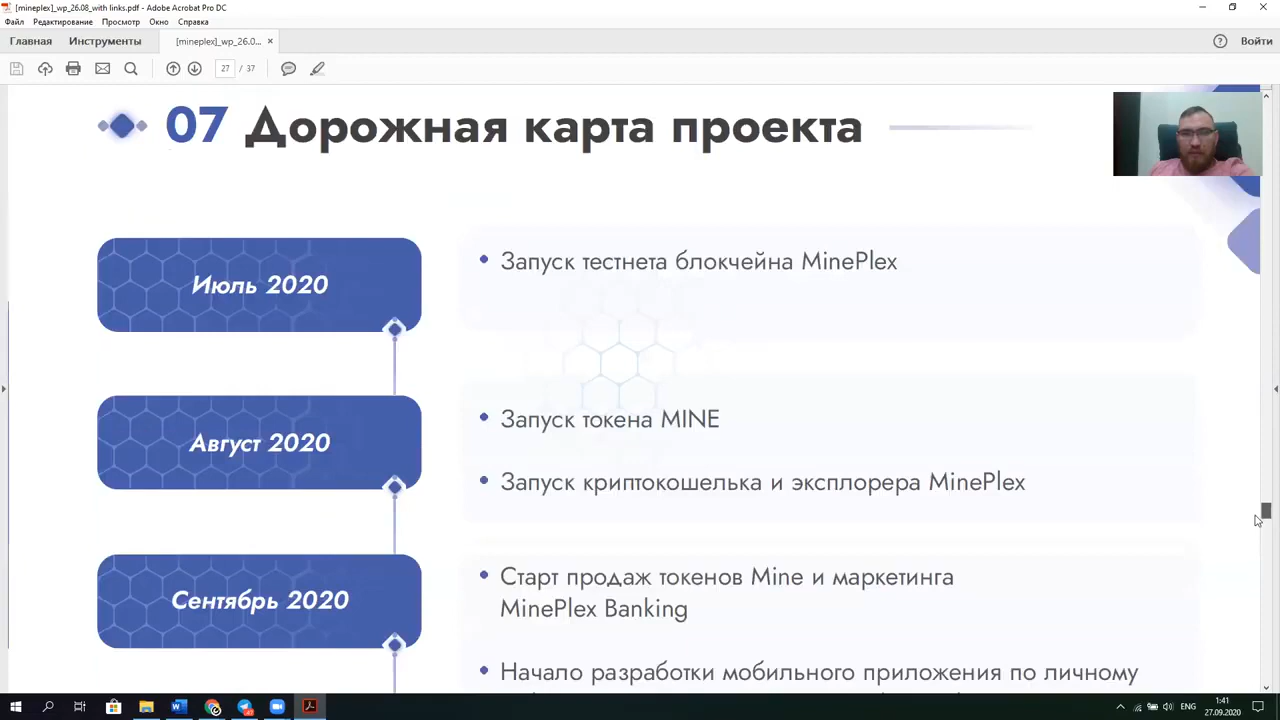 [mineplex]_wp_26.08_with links.pdf - Adobe Acrobat Pro DC
Файл Редактирование Просмотр Окно Справка
Главная Инструменты [mineplex]_wp_26.0... × Войти
27 / 37
07 Дорожная карта проекта
Июль 2020
• Запуск тестнета блокчейна MinePlex
Август 2020
• Запуск токена MINE
• Запуск криптокошелька и эксплорера MinePlex
Сентябрь 2020
• Старт продаж токенов Mine и маркетинга
MinePlex Banking
• Начало разработки мобильного приложения по личному
ENG
1:41
27.09.2020